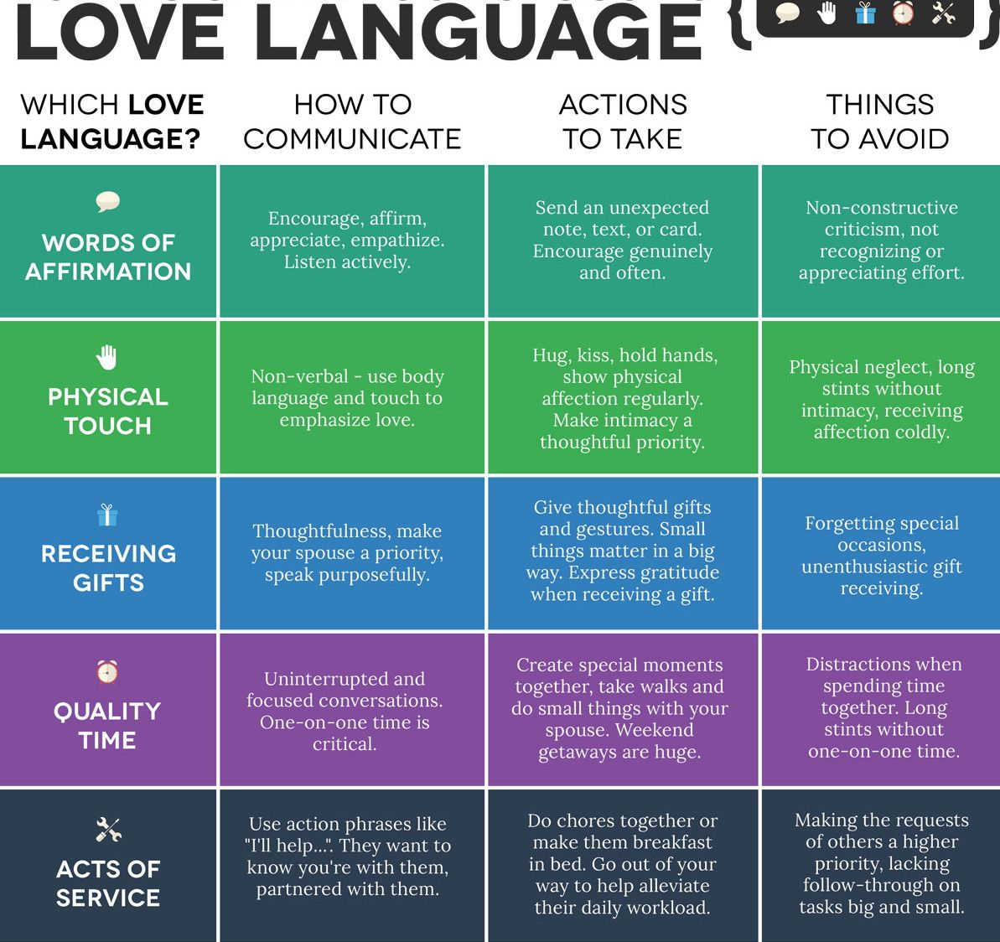 LOVE LANGUAGE
WHICH LOVE
LANGUAGE?
HOW TO
COMMUNICATE
ACTIONS
TO TAKE
THINGS
TO AVOID
WORDS OF
AFFIRMATION
Encourage, affirm,
appreciate, empathize.
Listen actively.
Send an unexpected
note, text, or card.
Encourage genuinely
and often.
Non-constructive
criticism, not
recognizing or
appreciating effort.
PHYSICAL
TOUCH
Non-verbal - use body
language and touch to
emphasize love.
Hug, kiss, hold hands,
show physical
affection regularly.
Make intimacy a
thoughtful priority.
Physical neglect, long
stints without
intimacy, receiving
affection coldly.
RECEIVING
GIFTS
Thoughtfulness, make
your spouse a priority,
speak purposefully.
Give thoughtful gifts
and gestures. Small
things matter in a big
way. Express gratitude
when receiving a gift.
Forgetting special
occasions,
unenthusiastic gift
receiving.
QUALITY
TIME
Uninterrupted and
focused conversations.
One-on-one time is
critical.
Create special moments
together, take walks and
do small things with your
spouse. Weekend
getaways are huge.
Distractions when
spending time
together. Long
stints without
one-on-one time.
ACTS OF
SERVICE
Use action phrases like
"I'll help...". They want to
know you're with them,
partnered with them.
Do chores together or
make them breakfast
in bed. Go out of your
way to help alleviate
their daily workload.
Making the requests
of others a higher
priority, lacking
follow-through on
tasks big and small.